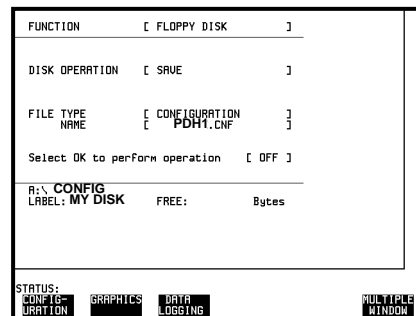 FUNCTION [ FLOPPY DISK ]
DISK OPERATION [ SAVE ]
FILE TYPE [ CONFIGURATION ]
NAME [ PDH1.CNF ]
Select OK to perform operation [ OFF ]
A:\ CONFIG
LABEL: MY DISK FREE: Bytes
STATUS:
CONFIG- GRAPHICS DATA MULTIPLE
URATION LOGGING WINDOW